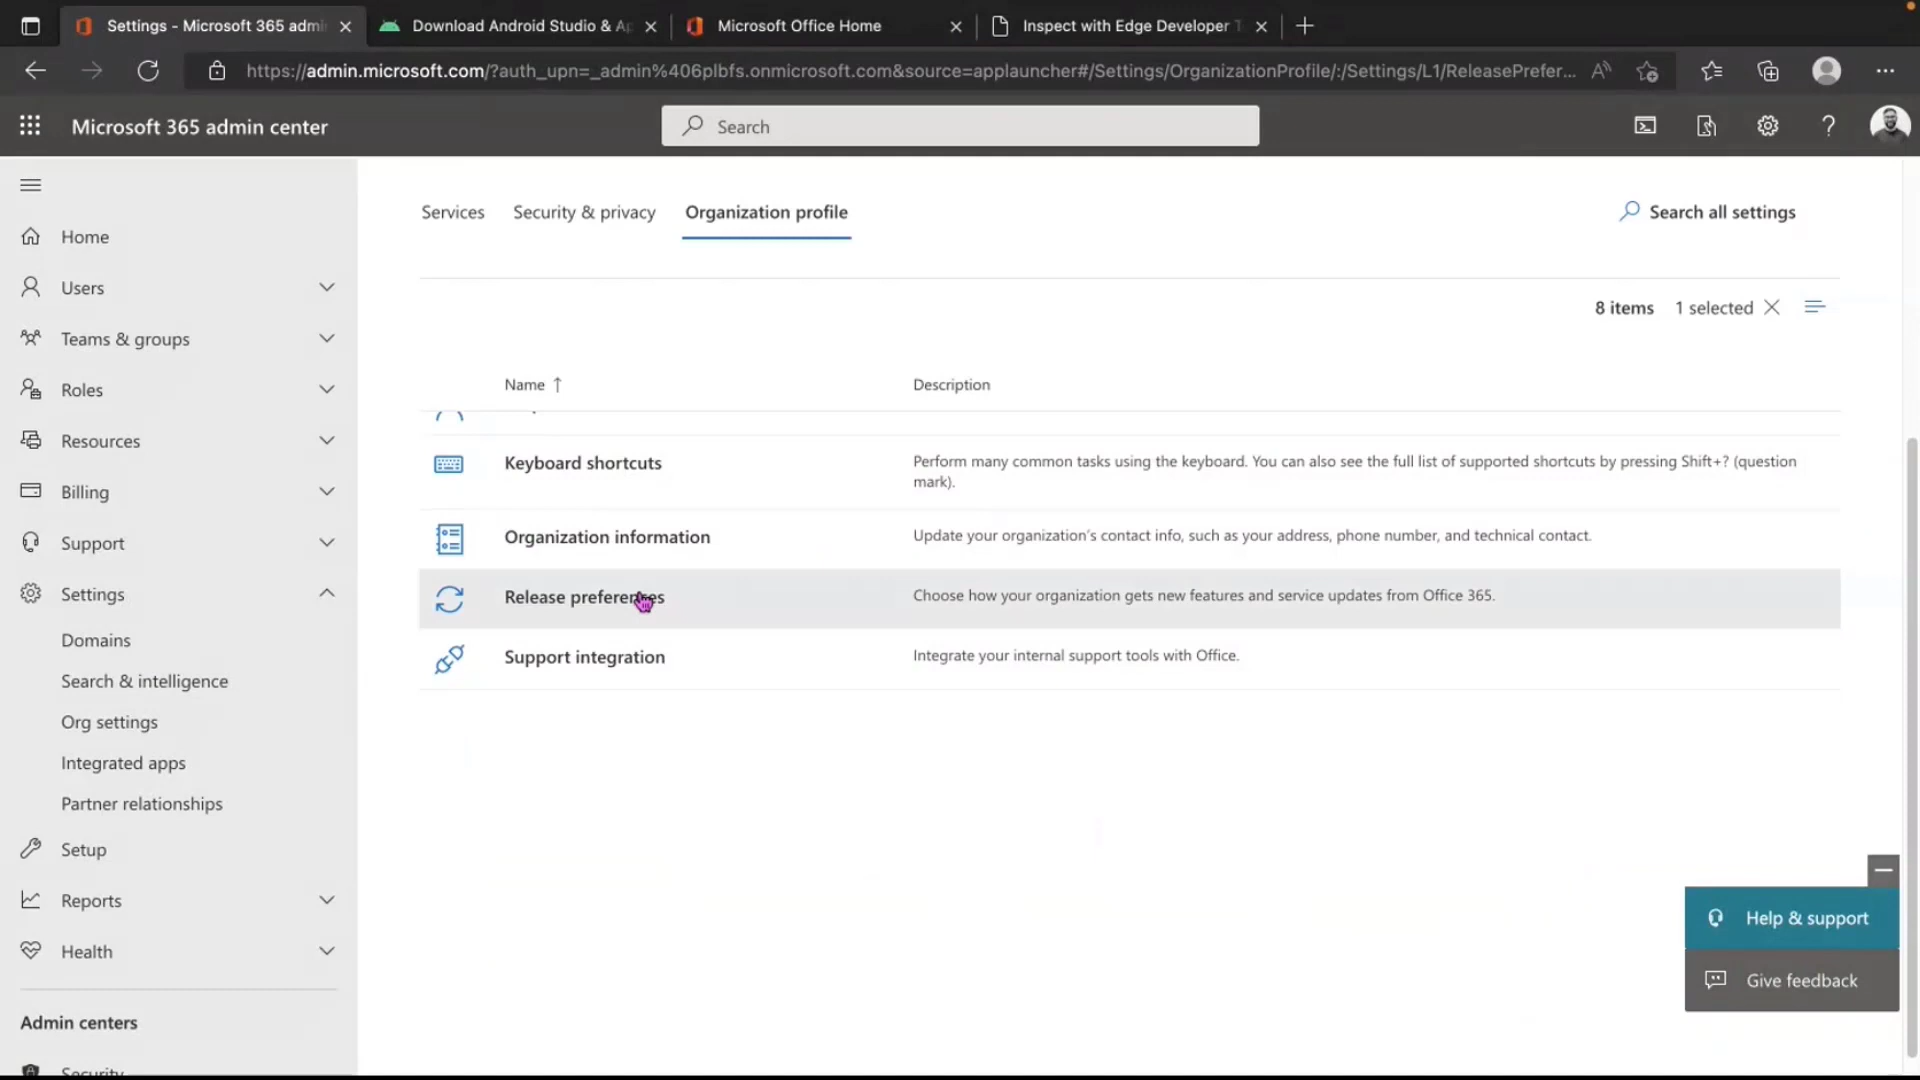 Settings - Microsoft 365 admi
Download Android Studio & Ap
Microsoft Office Home
Inspect with Edge Developer T
https://admin.microsoft.com/?auth_upn=_admin%406plbfs.onmicrosoft.com&source=applauncher#/Settings/OrganizationProfile/:/Settings/L1/ReleasePrefer...
Microsoft 365 admin center
Search
Home
Users
Teams & groups
Roles
Resources
Billing
Support
Settings
Domains
Search & intelligence
Org settings
Integrated apps
Partner relationships
Setup
Reports
Health
Admin centers
Security
Services
Security & privacy
Organization profile
Search all settings
8 items
1 selected
Name ↑
Description
Keyboard shortcuts
Perform many common tasks using the keyboard. You can also see the full list of supported shortcuts by pressing Shift+? (question
mark).
Organization information
Update your organization's contact info, such as your address, phone number, and technical contact.
Release preferences
Choose how your organization gets new features and service updates from Office 365.
Support integration
Integrate your internal support tools with Office.
Help & support
Give feedback